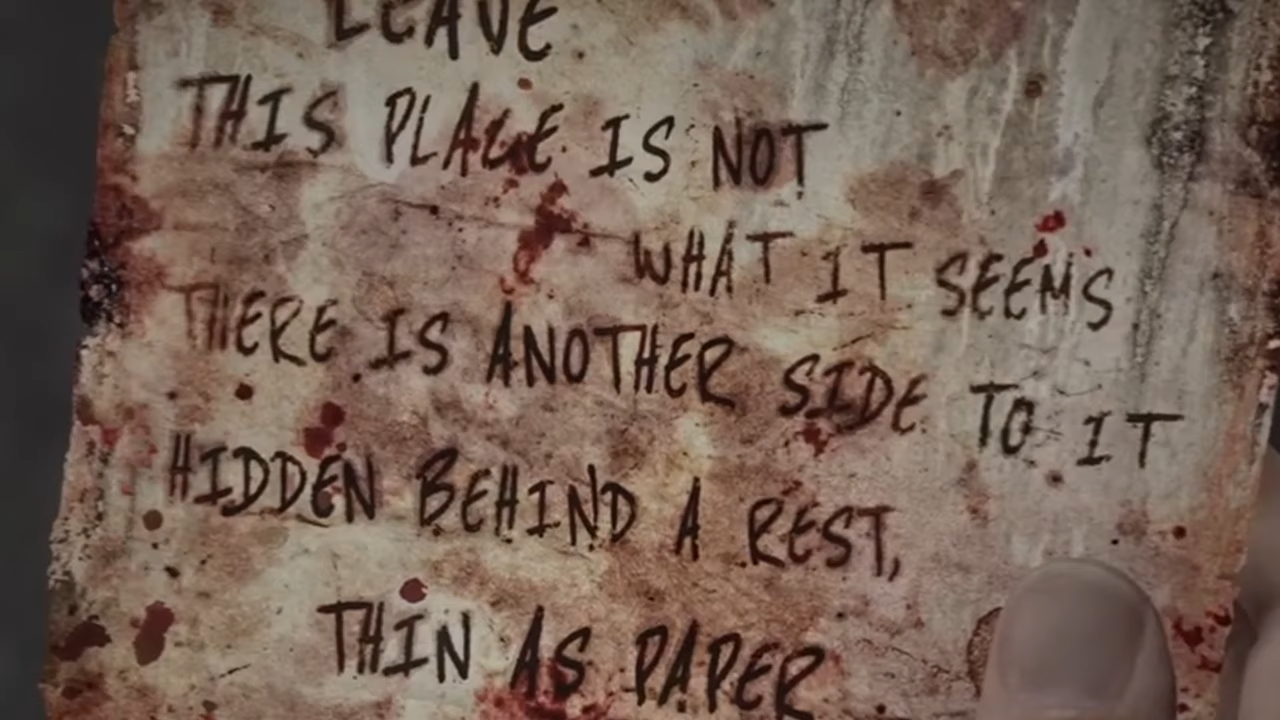 LEAVE
THIS PLACE IS NOT
WHAT IT SEEMS
THERE IS ANOTHER SIDE TO IT
HIDDEN BEHIND A REST,
THIN AS PAPER